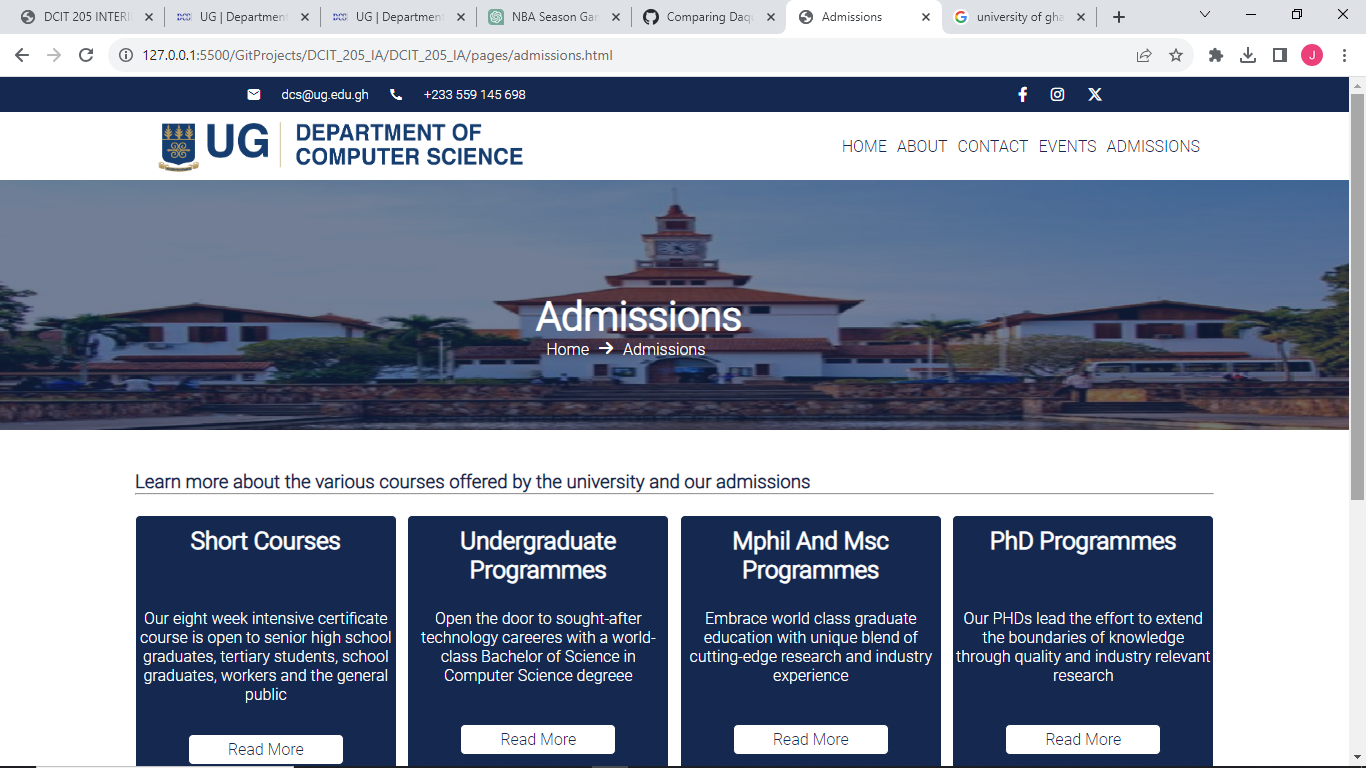 DCIT 205 INTERI
UG | Department
UG | Department
NBA Season Gar
Comparing Daq
Admissions
university of gha
127.0.0.1:5500/GitProjects/DCIT_205_IA/DCIT_205_IA/pages/admissions.html
J
dcs@ug.edu.gh
+233 559 145 698
UG
DEPARTMENT OF
COMPUTER SCIENCE
HOME ABOUT CONTACT EVENTS ADMISSIONS
Admissions
Home → Admissions
Learn more about the various courses offered by the university and our admissions
Short Courses
Our eight week intensive certificate
course is open to senior high school
graduates, tertiary students, school
graduates, workers and the general
public
Read More
Undergraduate
Programmes
Open the door to sought-after
technology careeres with a world-
class Bachelor of Science in
Computer Science degreee
Read More
Mphil And Msc
Programmes
Embrace world class graduate
education with unique blend of
cutting-edge research and industry
experience
Read More
PhD Programmes
Our PHDs lead the effort to extend
the boundaries of knowledge
through quality and industry relevant
research
Read More